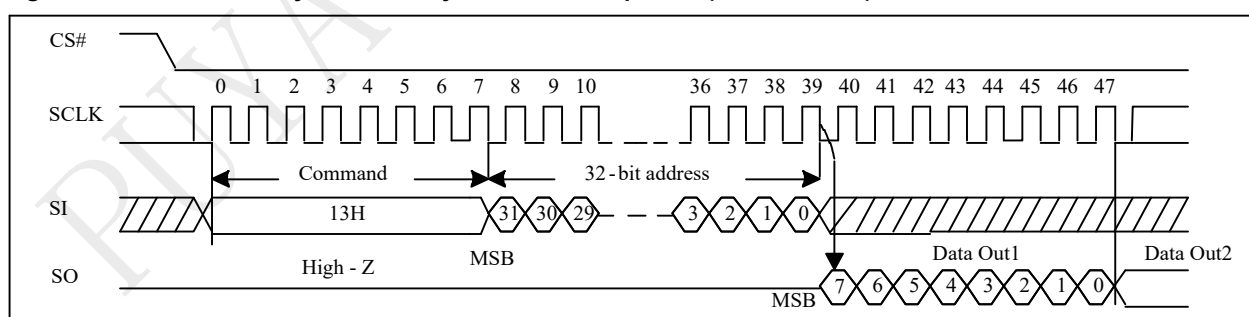 CS#
0 1 2 3 4 5 6 7 8 9 10 36 37 38 39 40 41 42 43 44 45 46 47
SCLK
Command 32-bit address
SI 13H 31 30 29 3 2 1 0
MSB Data Out1 Data Out2
High - Z
SO
MSB 7 6 5 4 3 2 1 0
PUYA